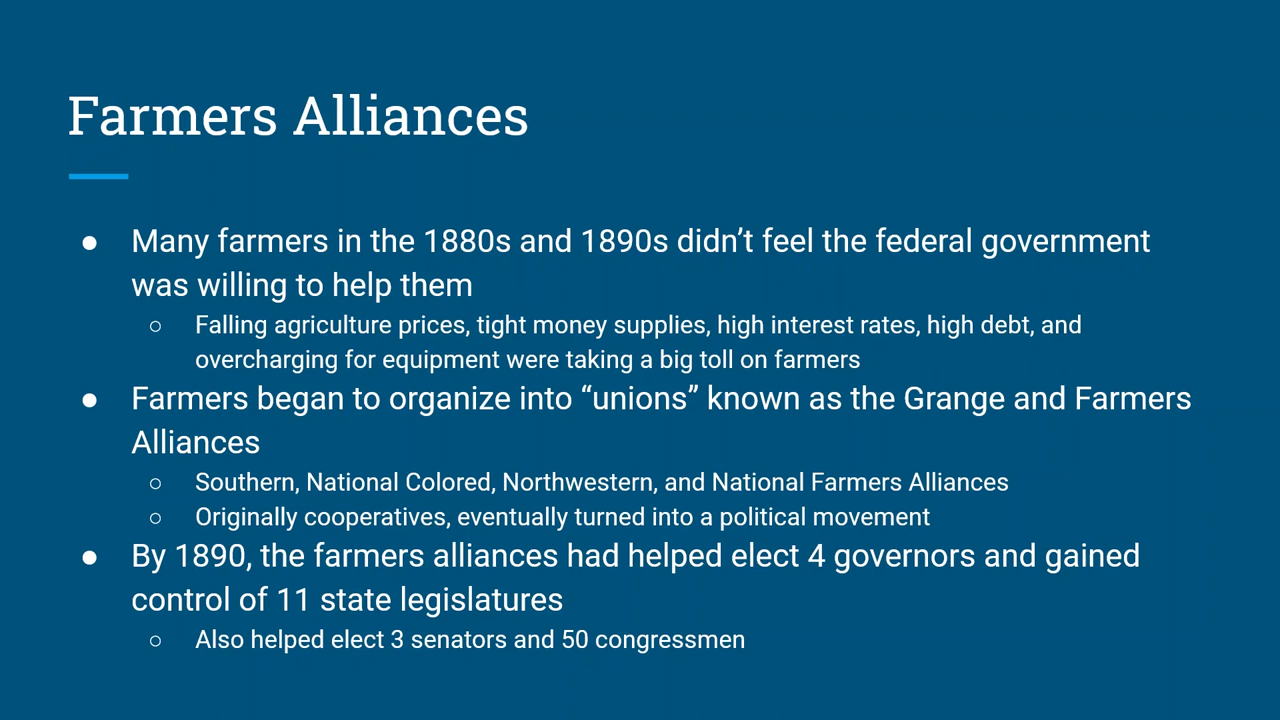 Farmers Alliances
● Many farmers in the 1880s and 1890s didn’t feel the federal government
was willing to help them
○ Falling agriculture prices, tight money supplies, high interest rates, high debt, and
overcharging for equipment were taking a big toll on farmers
● Farmers began to organize into “unions” known as the Grange and Farmers
Alliances
○ Southern, National Colored, Northwestern, and National Farmers Alliances
○ Originally cooperatives, eventually turned into a political movement
● By 1890, the farmers alliances had helped elect 4 governors and gained
control of 11 state legislatures
○ Also helped elect 3 senators and 50 congressmen